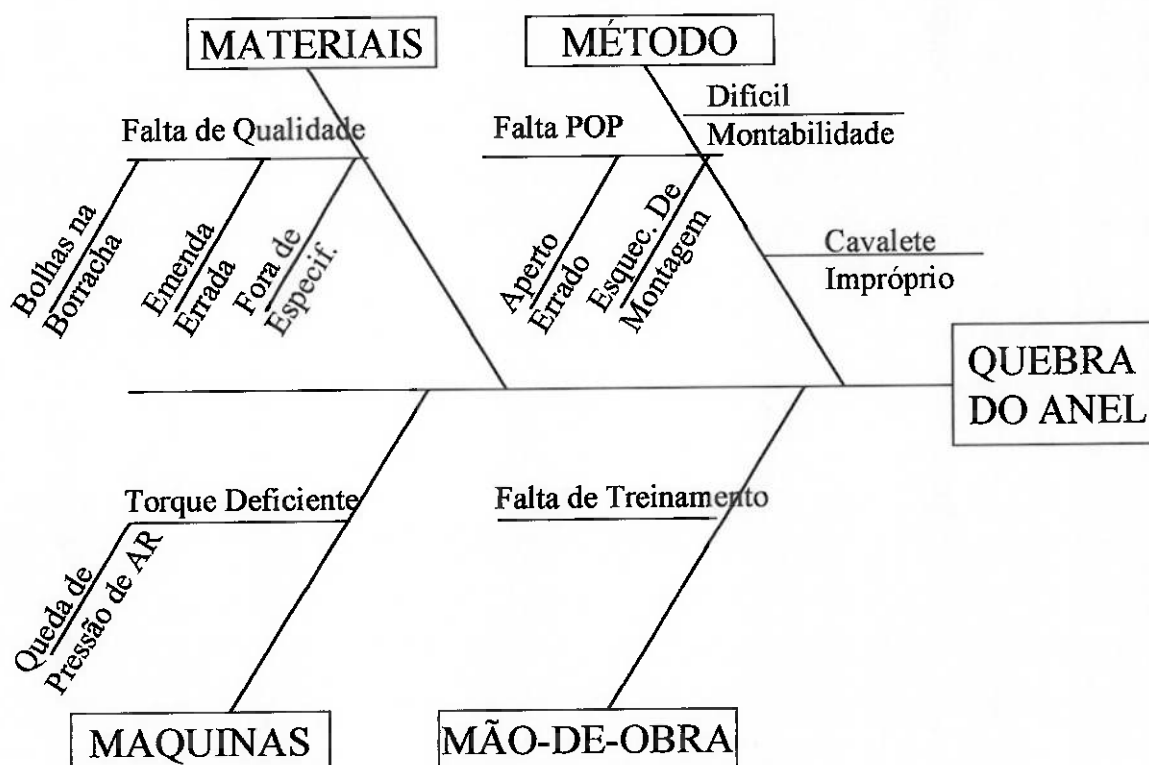 MATERIAIS
MÉTODO
Falta de Qualidade
Bolhas na
Borracha
Emenda
Errada
Fora de
Especif.
Falta POP
Aperto
Errado
Esquec. De
Montagem
Difícil
Montabilidade
Cavalete
Impróprio
QUEBRA
DO ANEL
Torque Deficiente
Queda de
Pressão de AR
Falta de Treinamento
MAQUINAS
MÃO-DE-OBRA